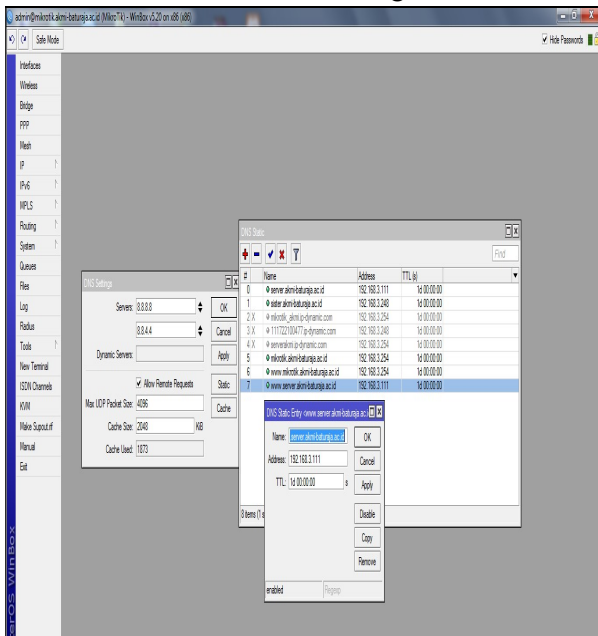 admin@mikrotik.akmi-baturaja.ac.id (MikroTik) - WinBox v5.20 on x86 (x86)
Safe Mode
Hide Passwords
Interfaces
Wireless
Bridge
PPP
Mesh
IP
IPv6
MPLS
Routing
System
Queues
Files
Log
Radius
Tools
New Terminal
ISDN Channels
KVM
Make Supout.rif
Manual
Exit
DNS Settings
Servers: 8.8.8.8
8.8.4.4
Dynamic Servers:
Allow Remote Requests
Max UDP Packet Size: 4096
Cache Size: 2048 KiB
Cache Used: 1873
OK
Cancel
Apply
Static
Cache
DNS Static
Find
# Name Address TTL (s)
0 server.akmi-baturaja.ac.id 192.168.3.111 1d 00:00:00
1 sister.akmi-baturaja.ac.id 192.168.3.248 1d 00:00:00
2 X mikrotik_akmi.ip-dynamic.com 192.168.3.254 1d 00:00:00
3 X 111722100477.ip-dynamic.com 192.168.3.248 1d 00:00:00
4 X serverakmi.ip-dynamic.com 192.168.3.254 1d 00:00:00
5 mikrotik.akmi-baturaja.ac.id 192.168.3.254 1d 00:00:00
6 www.mikrotik.akmi-baturaja.ac.id 192.168.3.254 1d 00:00:00
7 www.server.akmi-baturaja.ac.id 192.168.3.111 1d 00:00:00
8 items (1 s
DNS Static Entry <www.server.akmi-baturaja.ac.i
Name: server.akmi-baturaja.ac.id
Address: 192.168.3.111
TTL: 1d 00:00:00 s
OK
Cancel
Apply
Disable
Copy
Remove
enabled
Regexp
erOS WinBox